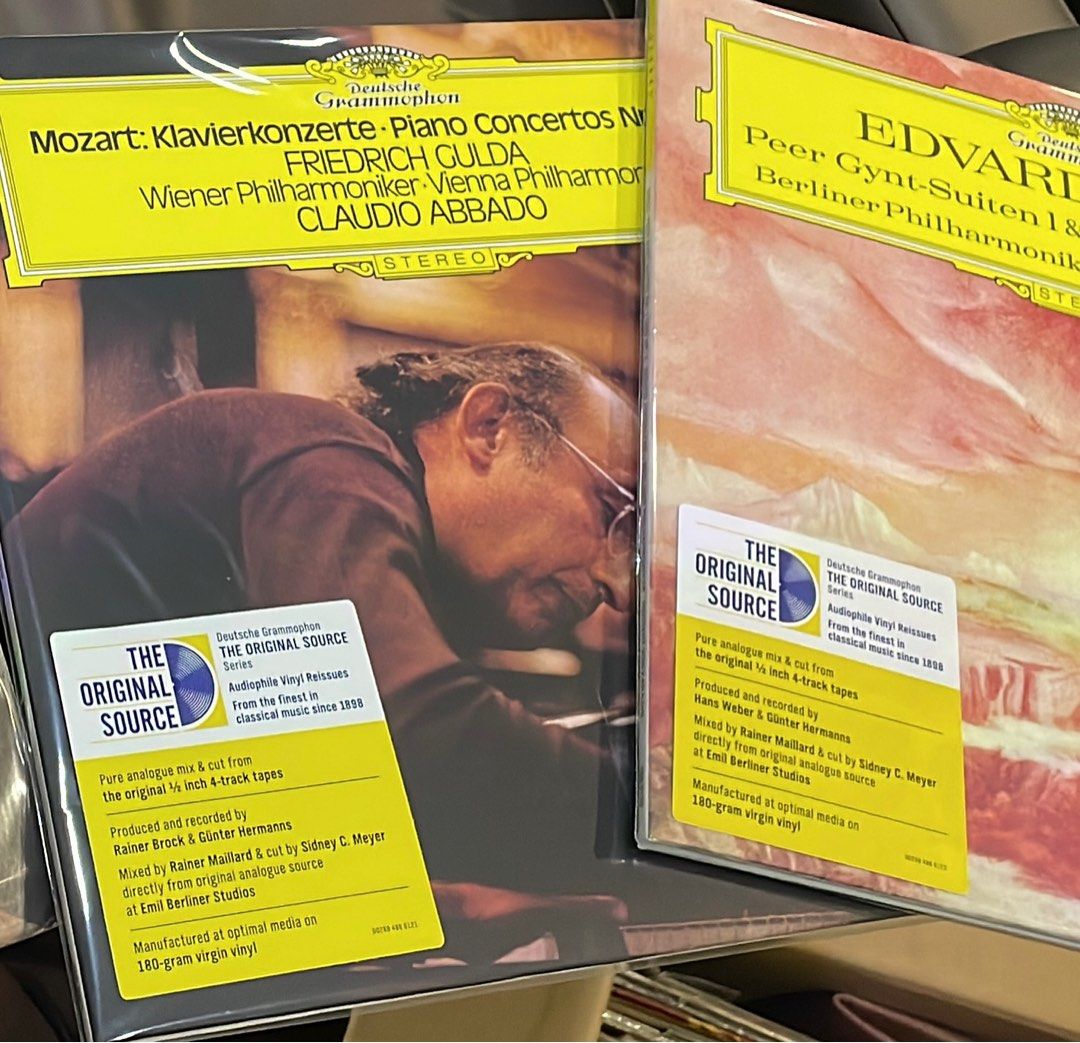 Deutsche
Grammophon
Mozart: Klavierkonzerte · Piano Concertos Nr
FRIEDRICH GULDA
Wiener Philharmoniker · Vienna Philharmon
CLAUDIO ABBADO
STEREO
THE
ORIGINAL
SOURCE
Deutsche Grammophon
THE ORIGINAL SOURCE
Series
Audiophile Vinyl Reissues
From the finest in
classical music since 1898
Pure analogue mix & cut from
the original ½ inch 4-track tapes
Produced and recorded by
Rainer Brock & Günter Hermanns
Mixed by Rainer Maillard & cut by Sidney C. Meyer
directly from original analogue source
at Emil Berliner Studios
Manufactured at optimal media on
180-gram virgin vinyl
Deuts
Gramm
EDVARD
Peer Gynt-Suiten 1 &
Berliner Philharmonik
STE
THE
ORIGINAL
SOURCE
Deutsche Grammophon
THE ORIGINAL SOURCE
Series
Audiophile Vinyl Reissues
From the finest in
classical music since 1898
Pure analogue mix & cut from
the original ½ inch 4-track tapes
Produced and recorded by
Hans Weber & Günter Hermanns
Mixed by Rainer Maillard & cut by Sidney C. Meyer
directly from original analogue source
at Emil Berliner Studios
Manufactured at optimal media on
180-gram virgin vinyl